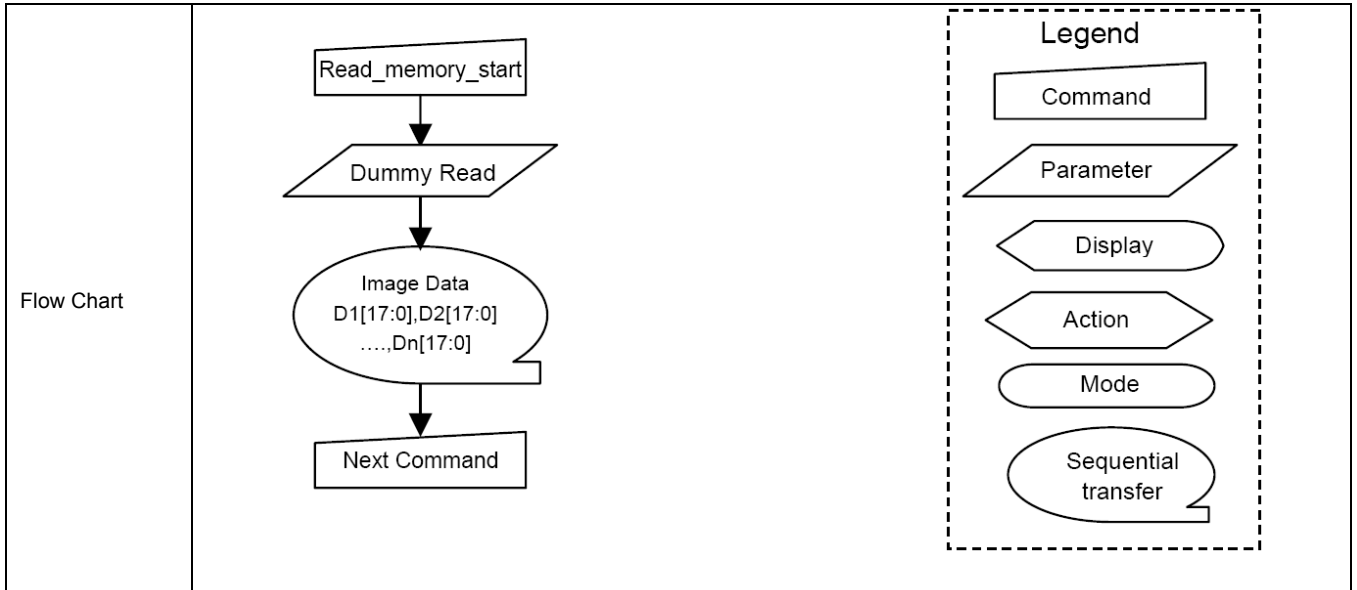 Flow Chart
Read_memory_start
Dummy Read
Image Data
D1[17:0],D2[17:0]
….,Dn[17:0]
Next Command
Legend
Command
Parameter
Display
Action
Mode
Sequential
transfer